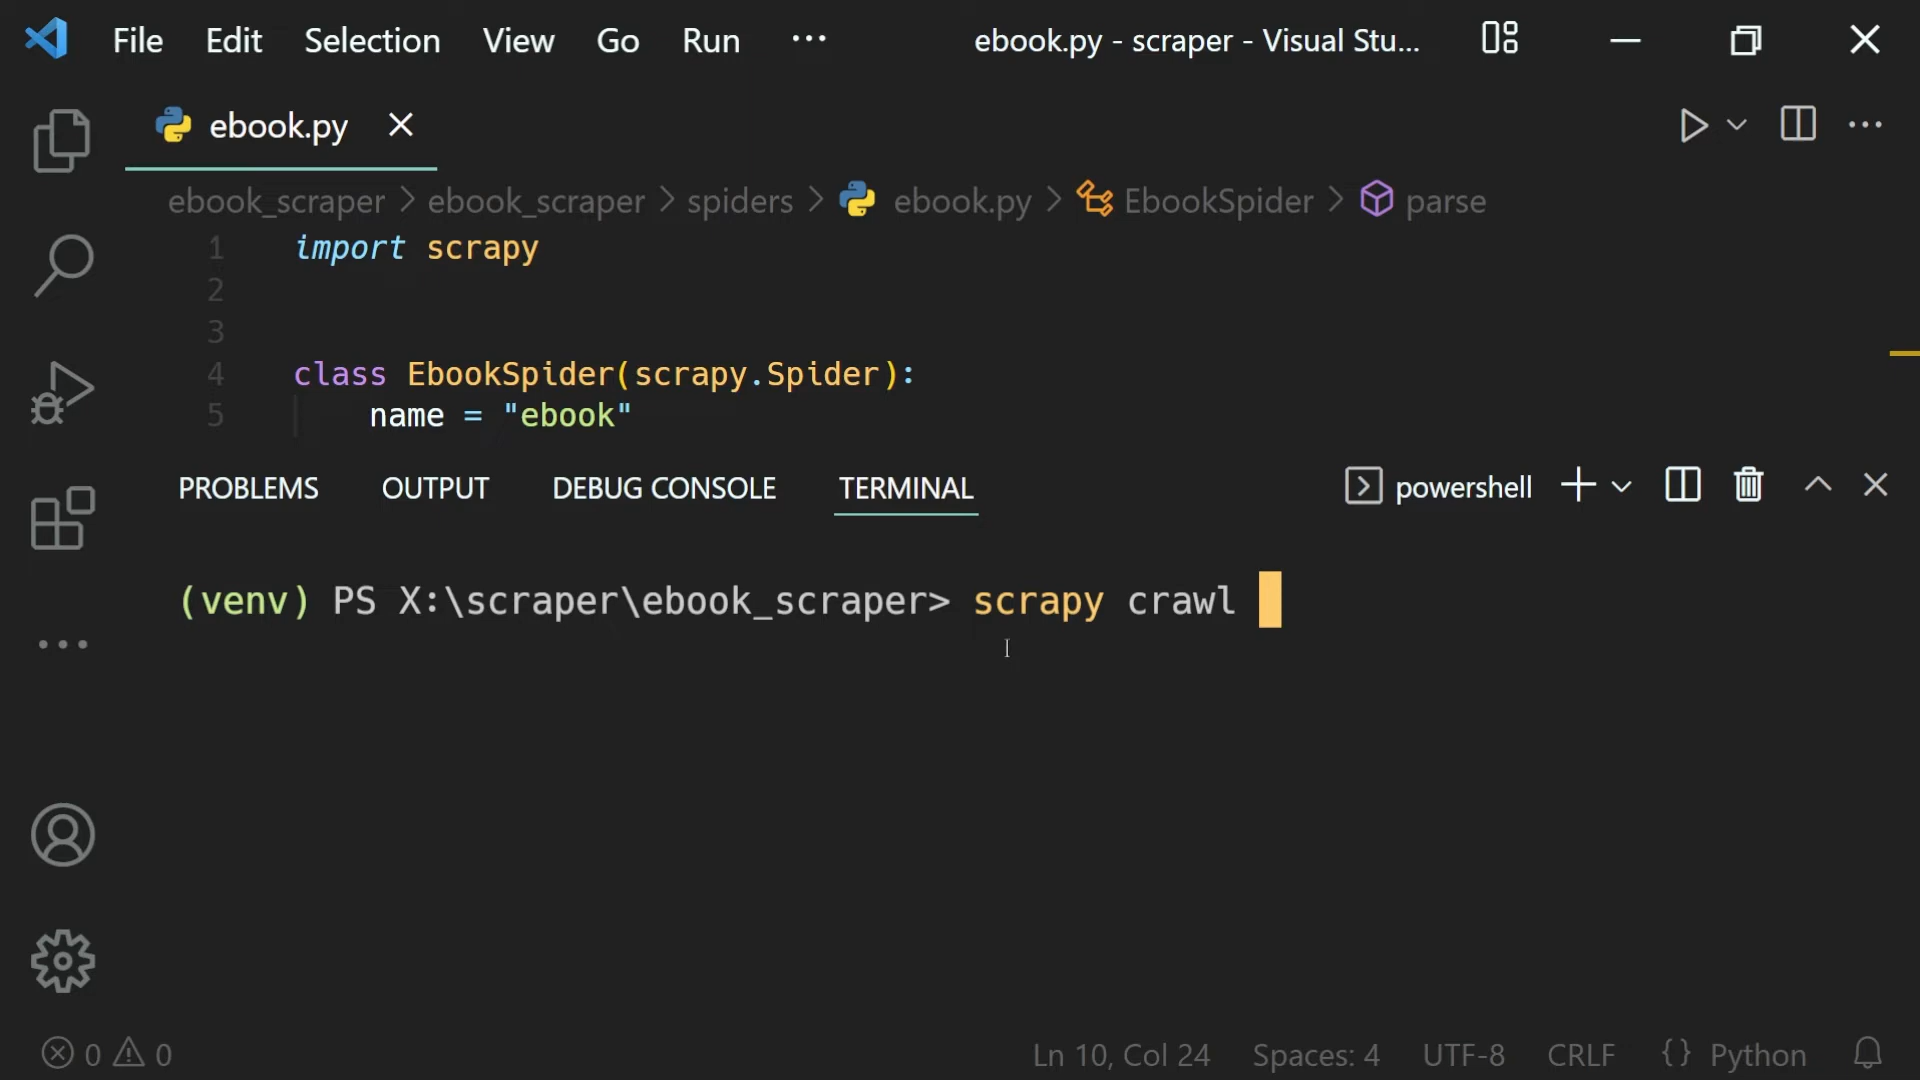 File Edit Selection View Go Run ··· ebook.py - scraper - Visual Stu...
ebook.py
ebook_scraper > ebook_scraper > spiders > ebook.py > EbookSpider > parse
1 import scrapy
2
3
4 class EbookSpider(scrapy.Spider):
5 name = "ebook"
PROBLEMS OUTPUT DEBUG CONSOLE TERMINAL powershell
(venv) PS X:\scraper\ebook_scraper> scrapy crawl
0 0 Ln 10, Col 24 Spaces: 4 UTF-8 CRLF {} Python